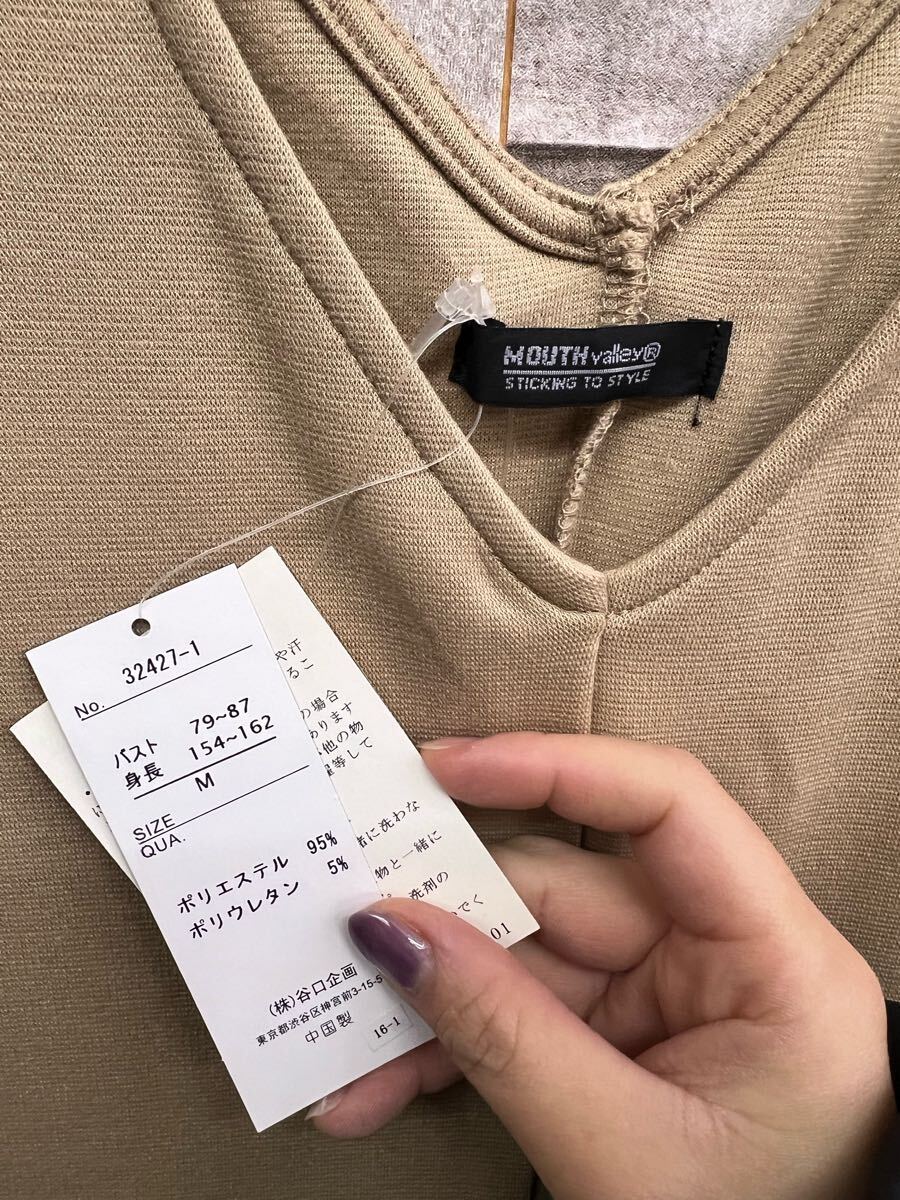 MOUTH valley®
STICKING TO STYLE
No. 32427-1
バスト 79~87
身長 154~162
SIZE M
QUA.
ポリエステル 95%
ポリウレタン 5%
(株)谷口企画
東京都渋谷区神宮前3-15-5
中国製
16-1
や汗
るこ
の場合
あります
他の物
等して
緒に洗わな
物と一緒に
洗剤の
でく
01